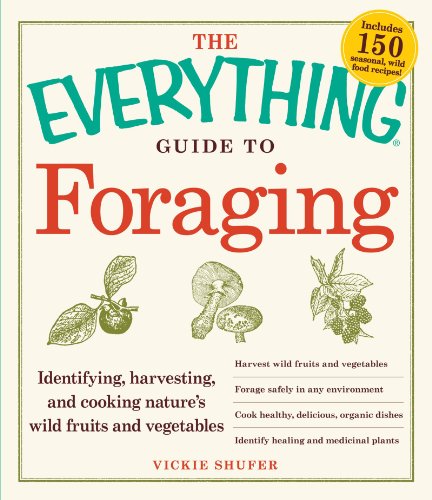 THE
EVERYTHING®
GUIDE TO
Foraging
Includes
150
seasonal, wild
food recipes!
Identifying, harvesting,
and cooking nature's
wild fruits and vegetables
Harvest wild fruits and vegetables
Forage safely in any environment
Cook healthy, delicious, organic dishes
Identify healing and medicinal plants
VICKIE SHUFER